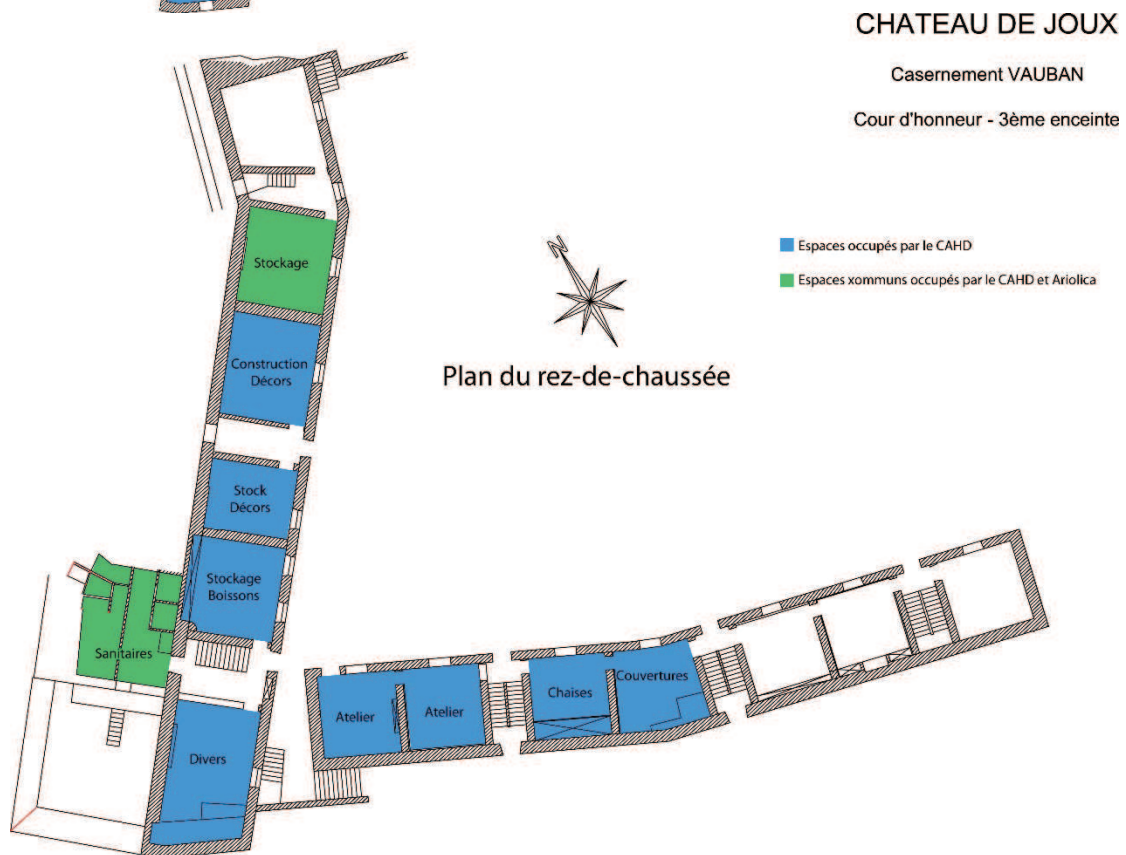 CHATEAU DE JOUX
Casernement VAUBAN
Cour d'honneur - 3ème enceinte
Espaces occupés par le CAHD
Espaces xommuns occupés par le CAHD et Ariolica
N
Plan du rez-de-chaussée
Stockage
Construction
Décors
Stock
Décors
Stockage
Boissons
Sanitaires
Divers
Atelier
Atelier
Chaises
Couvertures